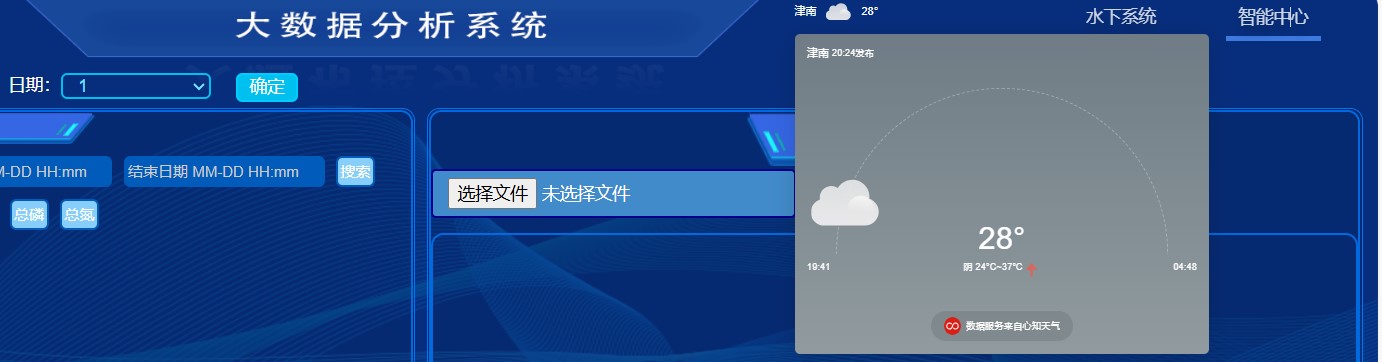 大数据分析系统
津南 28°
水下系统
智能中心
日期: 1 确定
津南 20:24发布
M-DD HH:mm 结束日期 MM-DD HH:mm 搜索
总磷 总氮
选择文件 未选择文件
28°
19:41 阴 24°C~37°C 04:48
数据服务来自心知天气